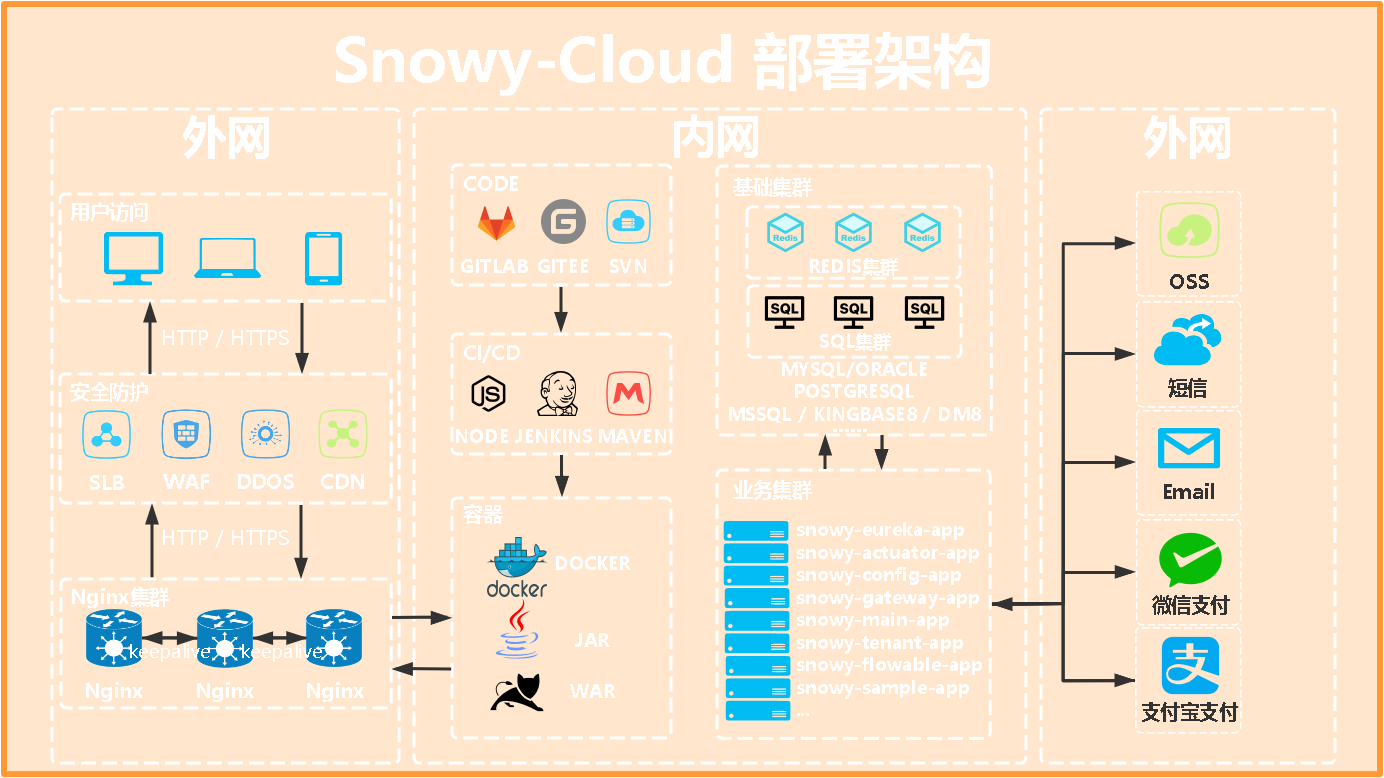 Snowy-Cloud 部署架构
外网
用户访问
HTTP / HTTPS
安全防护
SLB WAF DDOS CDN
HTTP / HTTPS
Nginx集群
keepalive keepalive
Nginx Nginx Nginx
内网
CODE
GITLAB GITEE SVN
CI/CD
JS
NODE JENKINS MAVEN
容器
docker DOCKER
JAR
WAR
基础集群
Redis Redis Redis
REDIS集群
SQL SQL SQL
SQL集群
MYSQL/ORACLE
POSTGRESQL
MSSQL / KINGBASE8 / DM8
......
业务集群
snowy-eureka-app
snowy-actuator-app
snowy-config-app
snowy-gateway-app
snowy-main-app
snowy-tenant-app
snowy-flowable-app
snowy-sample-app
...
外网
OSS
短信
Email
微信支付
支
支付宝支付